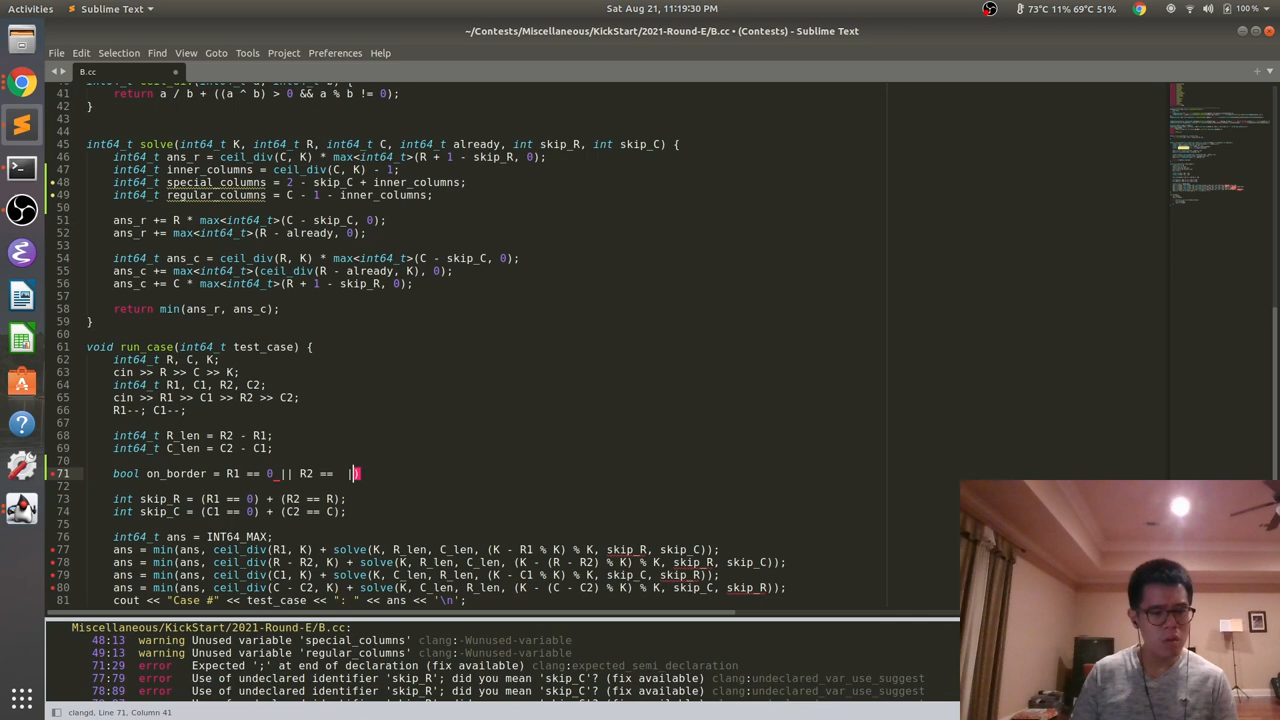 Activities Sublime Text Sat Aug 21, 11:19:30 PM 73°C 11% 69°C 51% 100 %
~/Contests/Miscellaneous/KickStart/2021-Round-E/B.cc • (Contests) - Sublime Text
File Edit Selection Find View Goto Tools Project Preferences Help
B.cc
41 return a / b + ((a ^ b) > 0 && a % b != 0);
42 }
43
44
45 int64_t solve(int64_t K, int64_t R, int64_t C, int64_t already, int skip_R, int skip_C) {
46 int64_t ans_r = ceil_div(C, K) * max<int64_t>(R + 1 - skip_R, 0);
47 int64_t inner_columns = ceil_div(C, K) - 1;
48 int64_t special_columns = 2 - skip_C + inner_columns;
49 int64_t regular_columns = C - 1 - inner_columns;
50
51 ans_r += R * max<int64_t>(C - skip_C, 0);
52 ans_r += max<int64_t>(R - already, 0);
53
54 int64_t ans_c = ceil_div(R, K) * max<int64_t>(C - skip_C, 0);
55 ans_c += max<int64_t>(ceil_div(R - already, K), 0);
56 ans_c += C * max<int64_t>(R + 1 - skip_R, 0);
57
58 return min(ans_r, ans_c);
59 }
60
61 void run_case(int64_t test_case) {
62 int64_t R, C, K;
63 cin >> R >> C >> K;
64 int64_t R1, C1, R2, C2;
65 cin >> R1 >> C1 >> R2 >> C2;
66 R1--; C1--;
67
68 int64_t R_len = R2 - R1;
69 int64_t C_len = C2 - C1;
70
71 bool on_border = R1 == 0 || R2 == |)
72
73 int skip_R = (R1 == 0) + (R2 == R);
74 int skip_C = (C1 == 0) + (C2 == C);
75
76 int64_t ans = INT64_MAX;
77 ans = min(ans, ceil_div(R1, K) + solve(K, R_len, C_len, (K - R1 % K) % K, skip_R, skip_C));
78 ans = min(ans, ceil_div(R - R2, K) + solve(K, R_len, C_len, (K - (R - R2) % K) % K, skip_R, skip_C));
79 ans = min(ans, ceil_div(C1, K) + solve(K, C_len, R_len, (K - C1 % K) % K, skip_C, skip_R));
80 ans = min(ans, ceil_div(C - C2, K) + solve(K, C_len, R_len, (K - (C - C2) % K) % K, skip_C, skip_R));
81 cout << "Case #" << test_case << ": " << ans << '\n';
Miscellaneous/KickStart/2021-Round-E/B.cc:
48:13 warning Unused variable 'special_columns' clang:-Wunused-variable
49:13 warning Unused variable 'regular_columns' clang:-Wunused-variable
71:29 error Expected ';' at end of declaration (fix available) clang:expected_semi_declaration
77:79 error Use of undeclared identifier 'skip_R'; did you mean 'skip_C'? (fix available) clang:undeclared_var_use_suggest
78:89 error Use of undeclared identifier 'skip_R'; did you mean 'skip_C'? (fix available) clang:undeclared_var_use_suggest
clangd, Line 71, Column 41